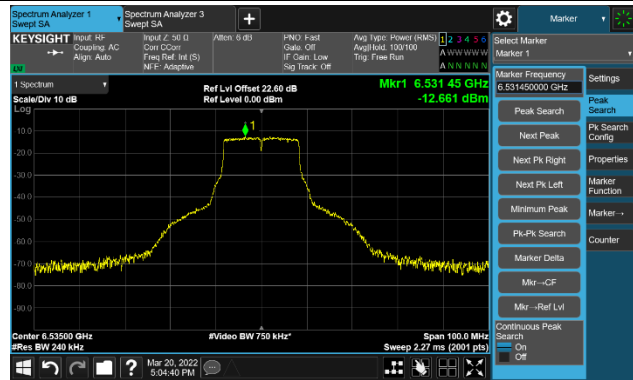 Spectrum Analyzer 1
Swept SA
Spectrum Analyzer 3
Swept SA
Marker
KEYSIGHT
Input: RF
Coupling: AC
Align: Auto
Input Z: 50 Ω
Corr CCorr
Freq Ref: Int (S)
NFE: Adaptive
Atten: 6 dB
PNO: Fast
Gate: Off
IF Gain: Low
Sig Track: Off
Avg Type: Power (RMS)
Avg|Hold: 100/100
Trig: Free Run
1 2 3 4 5 6
A W W W W W
A N N N N N
Select Marker
Marker 1
1 Spectrum
Scale/Div 10 dB
Log
Ref Lvl Offset 22.60 dB
Ref Level 0.00 dBm
Mkr1 6.531 45 GHz
-12.661 dBm
1
-10.0
-20.0
-30.0
-40.0
-50.0
-60.0
-70.0
-80.0
-90.0
Center 6.53500 GHz
#Res BW 240 kHz
#Video BW 750 kHz*
Span 100.0 MHz
Sweep 2.27 ms (2001 pts)
Marker Frequency
6.531450000 GHz
Peak Search
Next Peak
Next Pk Right
Next Pk Left
Minimum Peak
Pk-Pk Search
Marker Delta
Mkr→CF
Mkr→Ref Lvl
Continuous Peak
Search
On
Off
Settings
Peak
Search
Pk Search
Config
Properties
Marker
Function
Marker→
Counter
Mar 20, 2022
5:04:40 PM